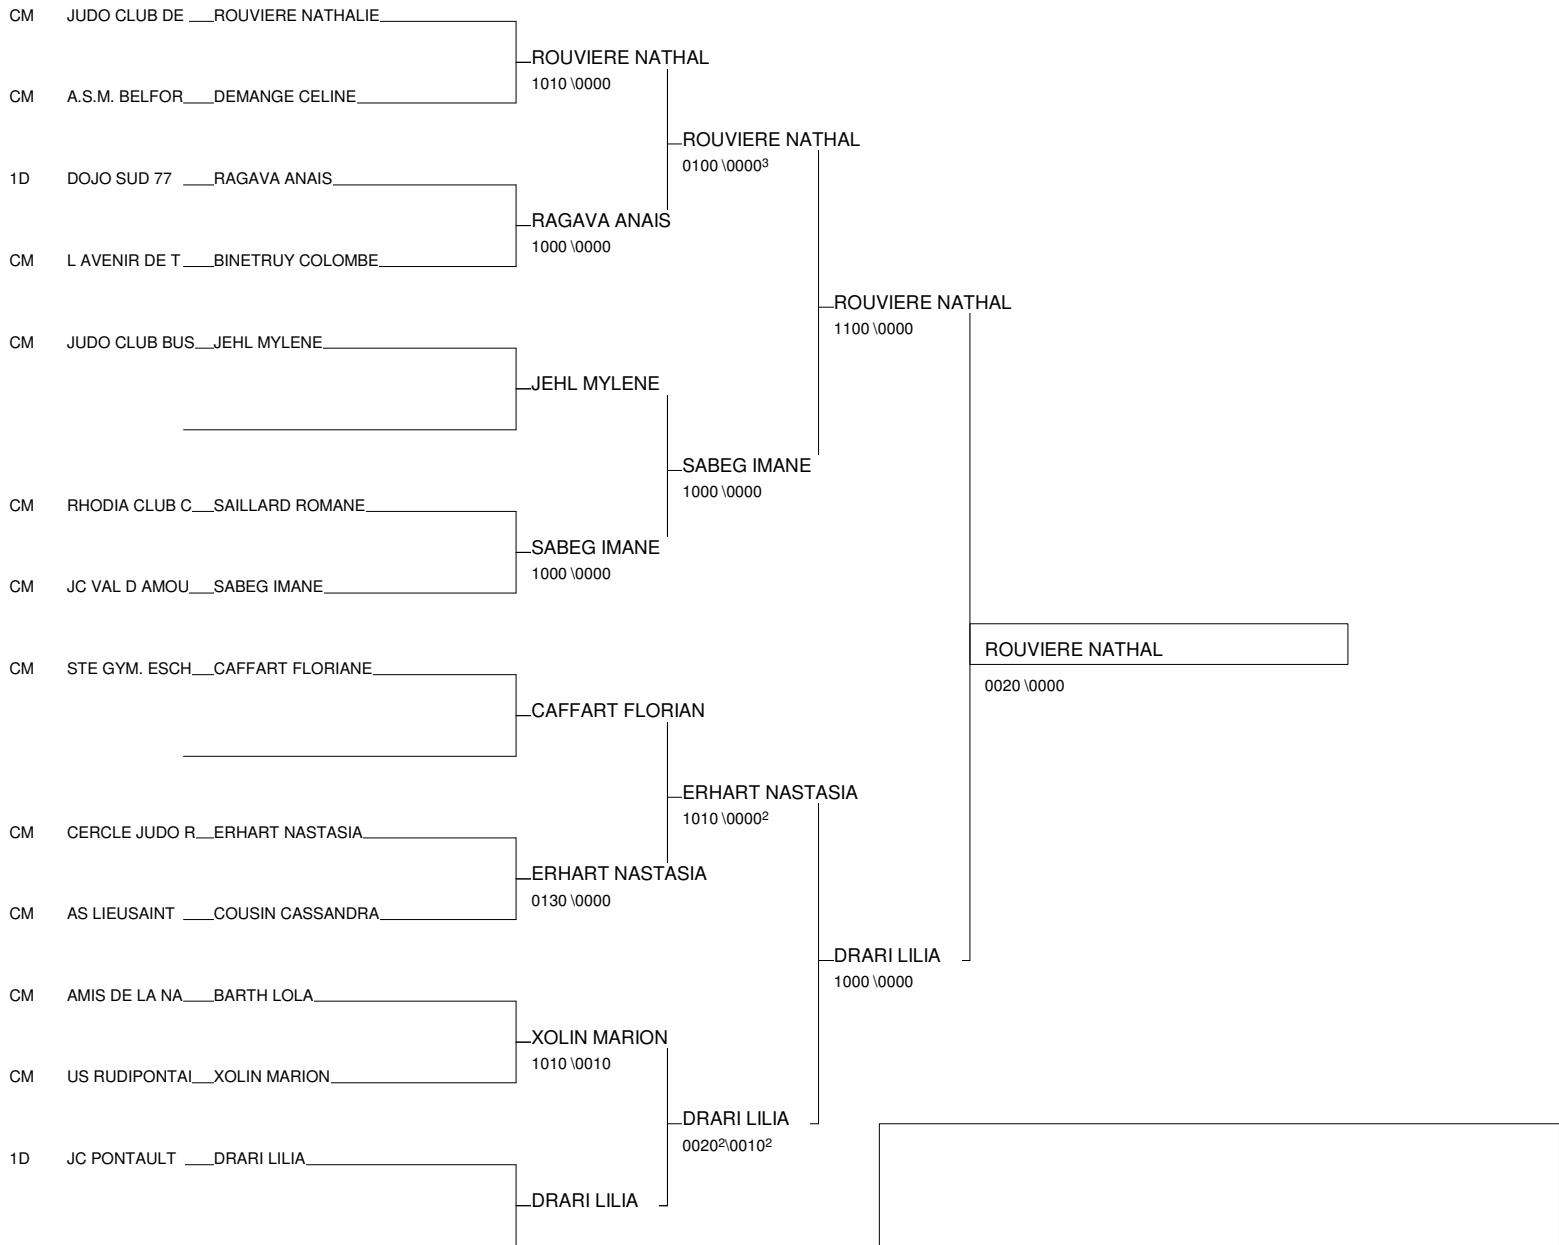 CM JUDO CLUB DE ROUVIERE NATHALIE
ROUVIERE NATHAL
1010 \0000
CM A.S.M. BELFOR DEMANGE CELINE
ROUVIERE NATHAL
0100 \0000³
1D DOJO SUD 77 RAGAVA ANAIS
RAGAVA ANAIS
1000 \0000
CM L AVENIR DE T BINETRUY COLOMBE
ROUVIERE NATHAL
1100 \0000
CM JUDO CLUB BUS JEHL MYLENE
JEHL MYLENE
SABEG IMANE
1000 \0000
CM RHODIA CLUB C SAILLARD ROMANE
SABEG IMANE
1000 \0000
CM JC VAL D AMOU SABEG IMANE
ROUVIERE NATHAL
0020 \0000
CM STE GYM. ESCH CAFFART FLORIANE
CAFFART FLORIAN
ERHART NASTASIA
1010 \0000²
CM CERCLE JUDO R ERHART NASTASIA
ERHART NASTASIA
0130 \0000
CM AS LIEUSAINT COUSIN CASSANDRA
DRARI LILIA
1000 \0000
CM AMIS DE LA NA BARTH LOLA
XOLIN MARION
1010 \0010
CM US RUDIPONTAI XOLIN MARION
DRARI LILIA
0020²\0010²
1D JC PONTAULT DRARI LILIA
DRARI LILIA